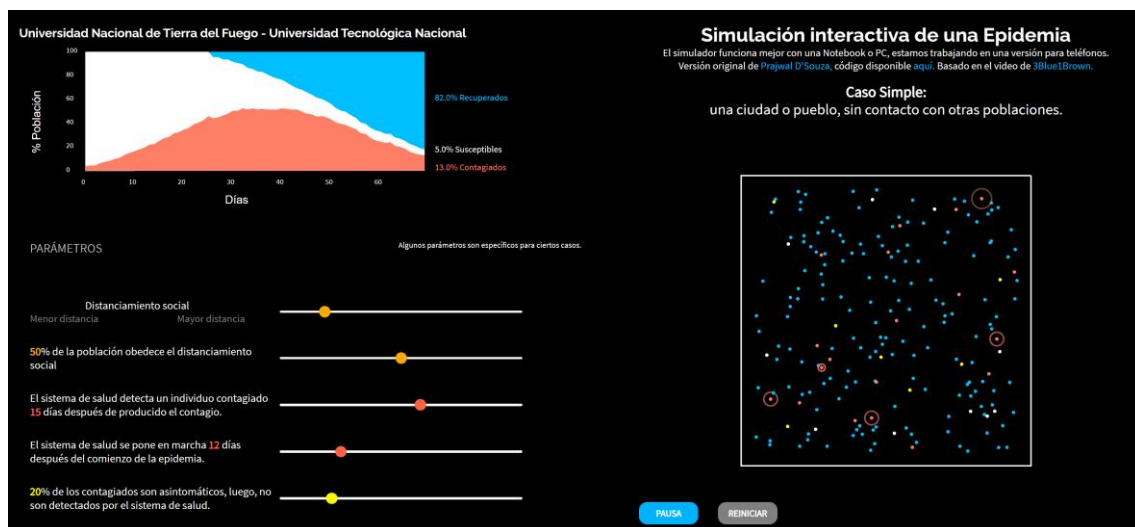 Universidad Nacional de Tierra del Fuego - Universidad Tecnológica Nacional
100
80
60
40
20
0
% Población
0 10 20 30 40 50 60
Días
82.0% Recuperados
5.0% Susceptibles
13.0% Contagiados
PARÁMETROS
Algunos parámetros son específicos para ciertos casos.
Distanciamiento social
Menor distancia Mayor distancia
50% de la población obedece el distanciamiento
social
El sistema de salud detecta un individuo contagiado
15 días después de producido el contagio.
El sistema de salud se pone en marcha 12 días
después del comienzo de la epidemia.
20% de los contagiados son asintomáticos, luego, no
son detectados por el sistema de salud.
Simulación interactiva de una Epidemia
El simulador funciona mejor con una Notebook o PC, estamos trabajando en una versión para teléfonos.
Versión original de Prajwal D'Souza, código disponible aquí. Basado en el video de 3Blue1Brown.
Caso Simple:
una ciudad o pueblo, sin contacto con otras poblaciones.
PAUSA
REINICIAR